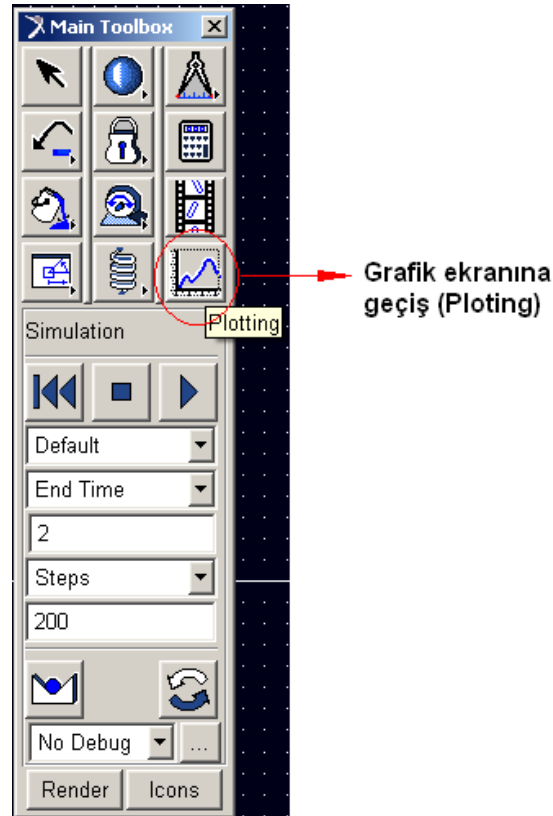 Main Toolbox
Grafik ekranına
geçiş (Ploting)
Plotting
Simulation
Default
End Time
2
Steps
200
No Debug
...
Render
Icons